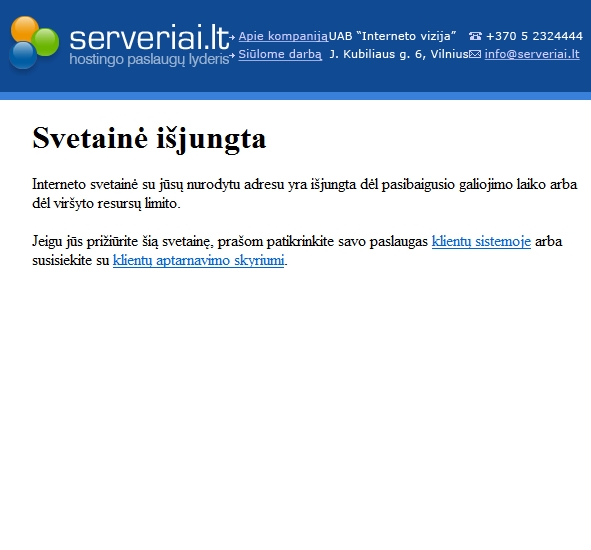 serveriai.lt
hostingo paslaugų lyderis
Apie kompaniją UAB “Interneto vizija” +370 5 2324444
Siūlome darbą J. Kubiliaus g. 6, Vilnius info@serveriai.lt
Svetainė išjungta
Interneto svetainė su jūsų nurodytu adresu yra išjungta dėl pasibaigusio galiojimo laiko arba
dėl viršyto resursų limito.
Jeigu jūs prižiūrite šią svetainę, prašom patikrinkite savo paslaugas klientų sistemoje arba
susisiekite su klientų aptarnavimo skyriumi.